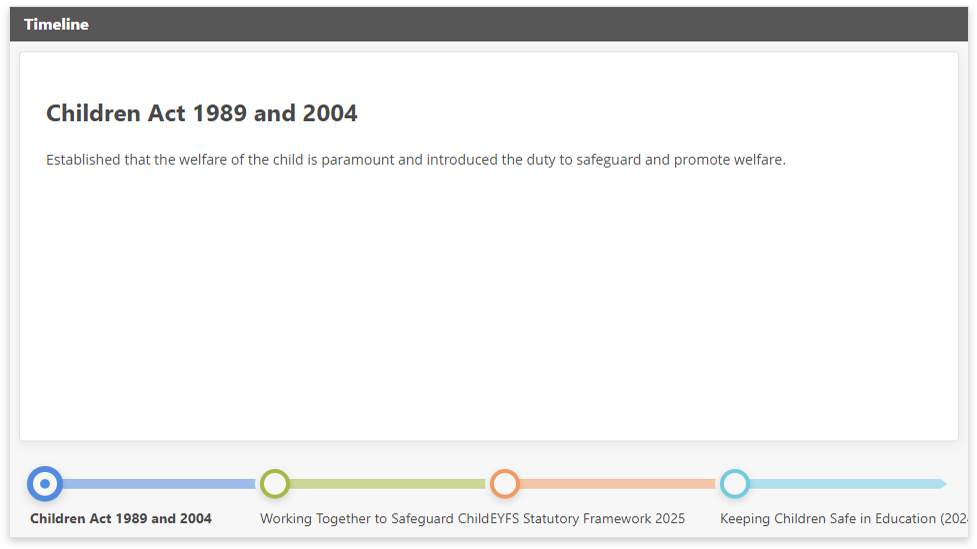 Timeline
Children Act 1989 and 2004
Established that the welfare of the child is paramount and introduced the duty to safeguard and promote welfare.
Children Act 1989 and 2004
Working Together to Safeguard Child
EYFS Statutory Framework 2025
Keeping Children Safe in Education (202